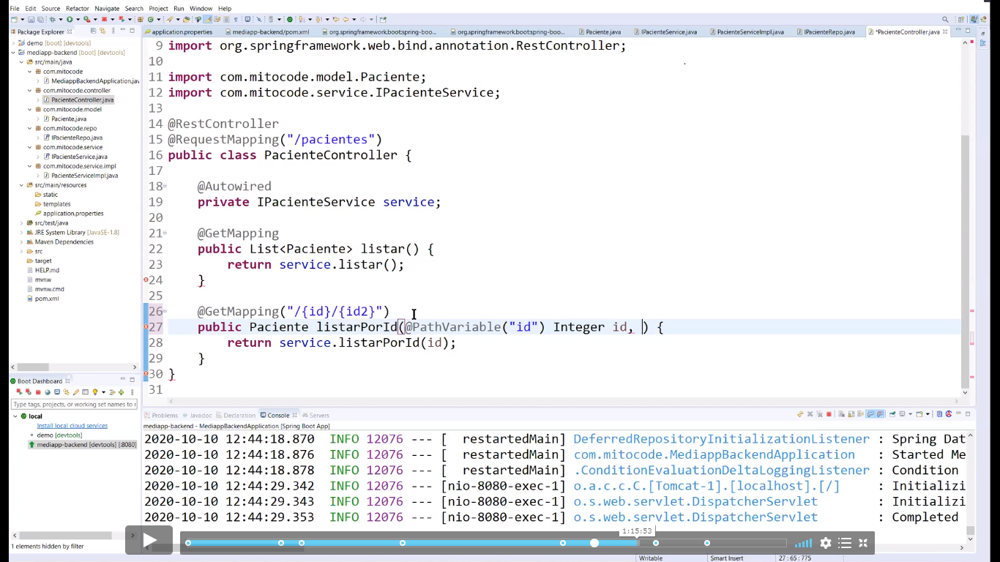 File Edit Source Refactor Navigate Search Project Run Window Help
Package Explorer
application.properties mediapp-backend/pom.xml org.springframework.bootspring-boo... org.springframework.bootspring-boo... Paciente.java IPacienteService.java PacienteServiceImpl.java IPacienteRepo.java *PacienteController.java
demo [boot] [devtools]
mediapp-backend [boot] [devtools]
src/main/java
com.mitocode
MediappBackendApplication.jav
com.mitocode.controller
PacienteController.java
com.mitocode.model
Paciente.java
com.mitocode.repo
IPacienteRepo.java
com.mitocode.service
IPacienteService.java
com.mitocode.service.impl
PacienteServiceImpl.java
src/main/resources
static
templates
application.properties
src/test/java
JRE System Library [JavaSE-1.8]
Maven Dependencies
src
target
HELP.md
mvnw
mvnw.cmd
pom.xml
9 import org.springframework.web.bind.annotation.RestController;
10
11 import com.mitocode.model.Paciente;
12 import com.mitocode.service.IPacienteService;
13
14 @RestController
15 @RequestMapping("/pacientes")
16 public class PacienteController {
17
18 @Autowired
19 private IPacienteService service;
20
21 @GetMapping
22 public List<Paciente> listar() {
23 return service.listar();
24 }
25
26 @GetMapping("/{id}/{id2}")
27 public Paciente listarPorId(@PathVariable("id") Integer id, ) {
28 return service.listarPorId(id);
29 }
30 }
31
Boot Dashboard
Type tags, projects, or working set names to r
local
Install local cloud services
demo [devtools]
mediapp-backend [devtools] [:8080]
1 elements hidden by filter
Problems Javadoc Declaration Console Servers
mediapp-backend - MediappBackendApplication [Spring Boot App]
2020-10-10 12:44:18.870 INFO 12076 --- [ restartedMain] DeferredRepositoryInitializationListener : Spring Dat
2020-10-10 12:44:18.876 INFO 12076 --- [ restartedMain] com.mitocode.MediappBackendApplication : Started Me
2020-10-10 12:44:18.878 INFO 12076 --- [ restartedMain] .ConditionEvaluationDeltaLoggingListener : Condition
2020-10-10 12:44:29.342 INFO 12076 --- [nio-8080-exec-1] o.a.c.c.C.[Tomcat-1].[localhost].[/] : Initializi
2020-10-10 12:44:29.343 INFO 12076 --- [nio-8080-exec-1] o.s.web.servlet.DispatcherServlet : Initializi
2020-10-10 12:44:29.353 INFO 12076 --- [nio-8080-exec-1] o.s.web.servlet.DispatcherServlet : Completed
1:15:53
Writable Smart Insert 27 : 65 : 775